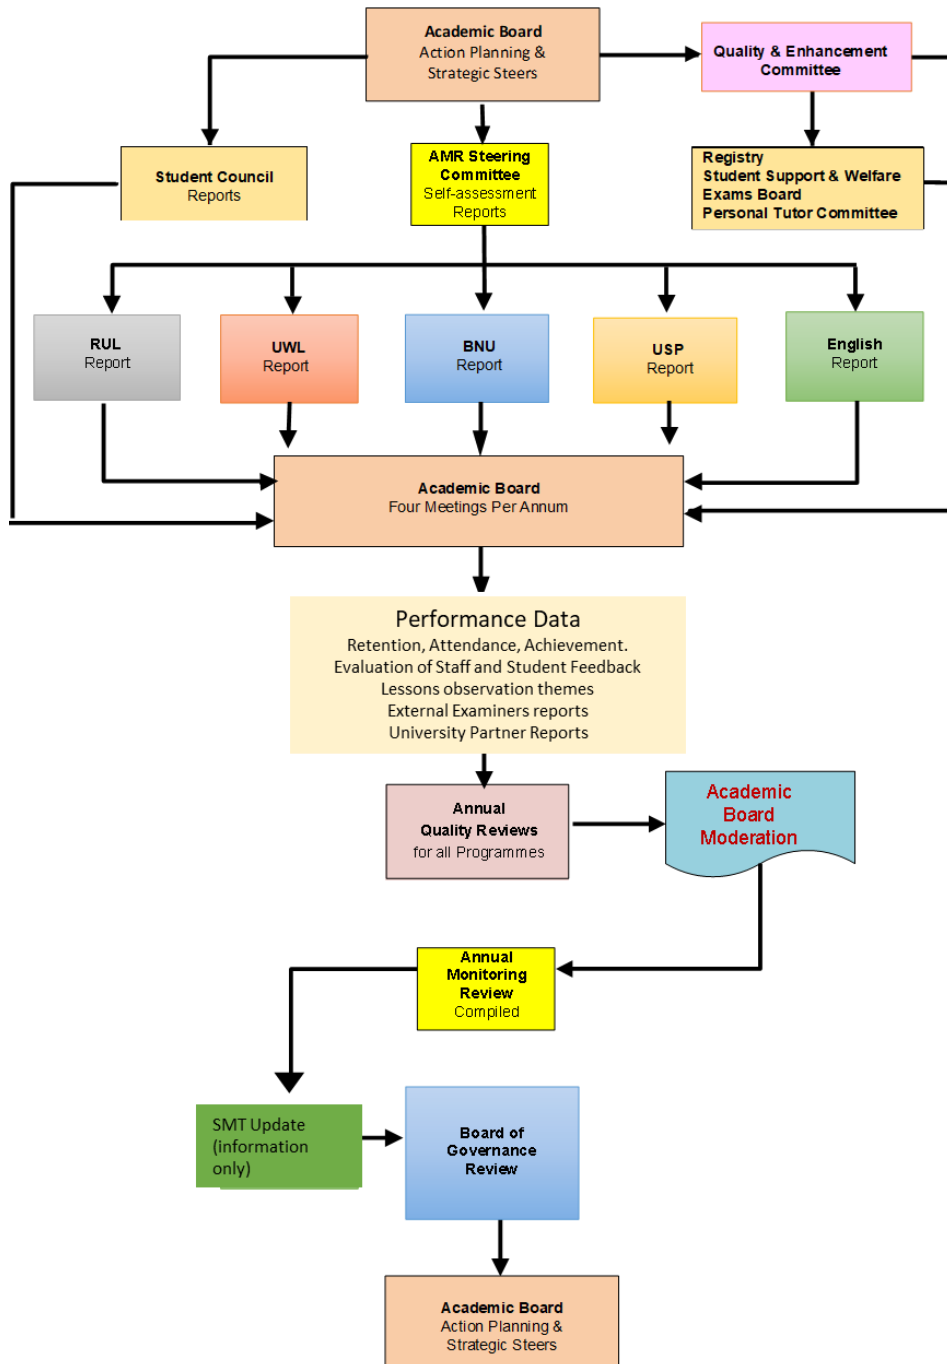 Academic Board
Action Planning &
Strategic Steers
Quality & Enhancement
Committee
Student Council
Reports
AMR Steering
Committee
Self-assessment
Reports
Registry
Student Support & Welfare
Exams Board
Personal Tutor Committee
RUL
Report
UWL
Report
BNU
Report
USP
Report
English
Report
Academic Board
Four Meetings Per Annum
Performance Data
Retention, Attendance, Achievement.
Evaluation of Staff and Student Feedback
Lessons observation themes
External Examiners reports
University Partner Reports
Annual
Quality Reviews
for all Programmes
Academic
Board
Moderation
Annual
Monitoring
Review
Compiled
SMT Update
(information
only)
Board of
Governance
Review
Academic Board
Action Planning &
Strategic Steers